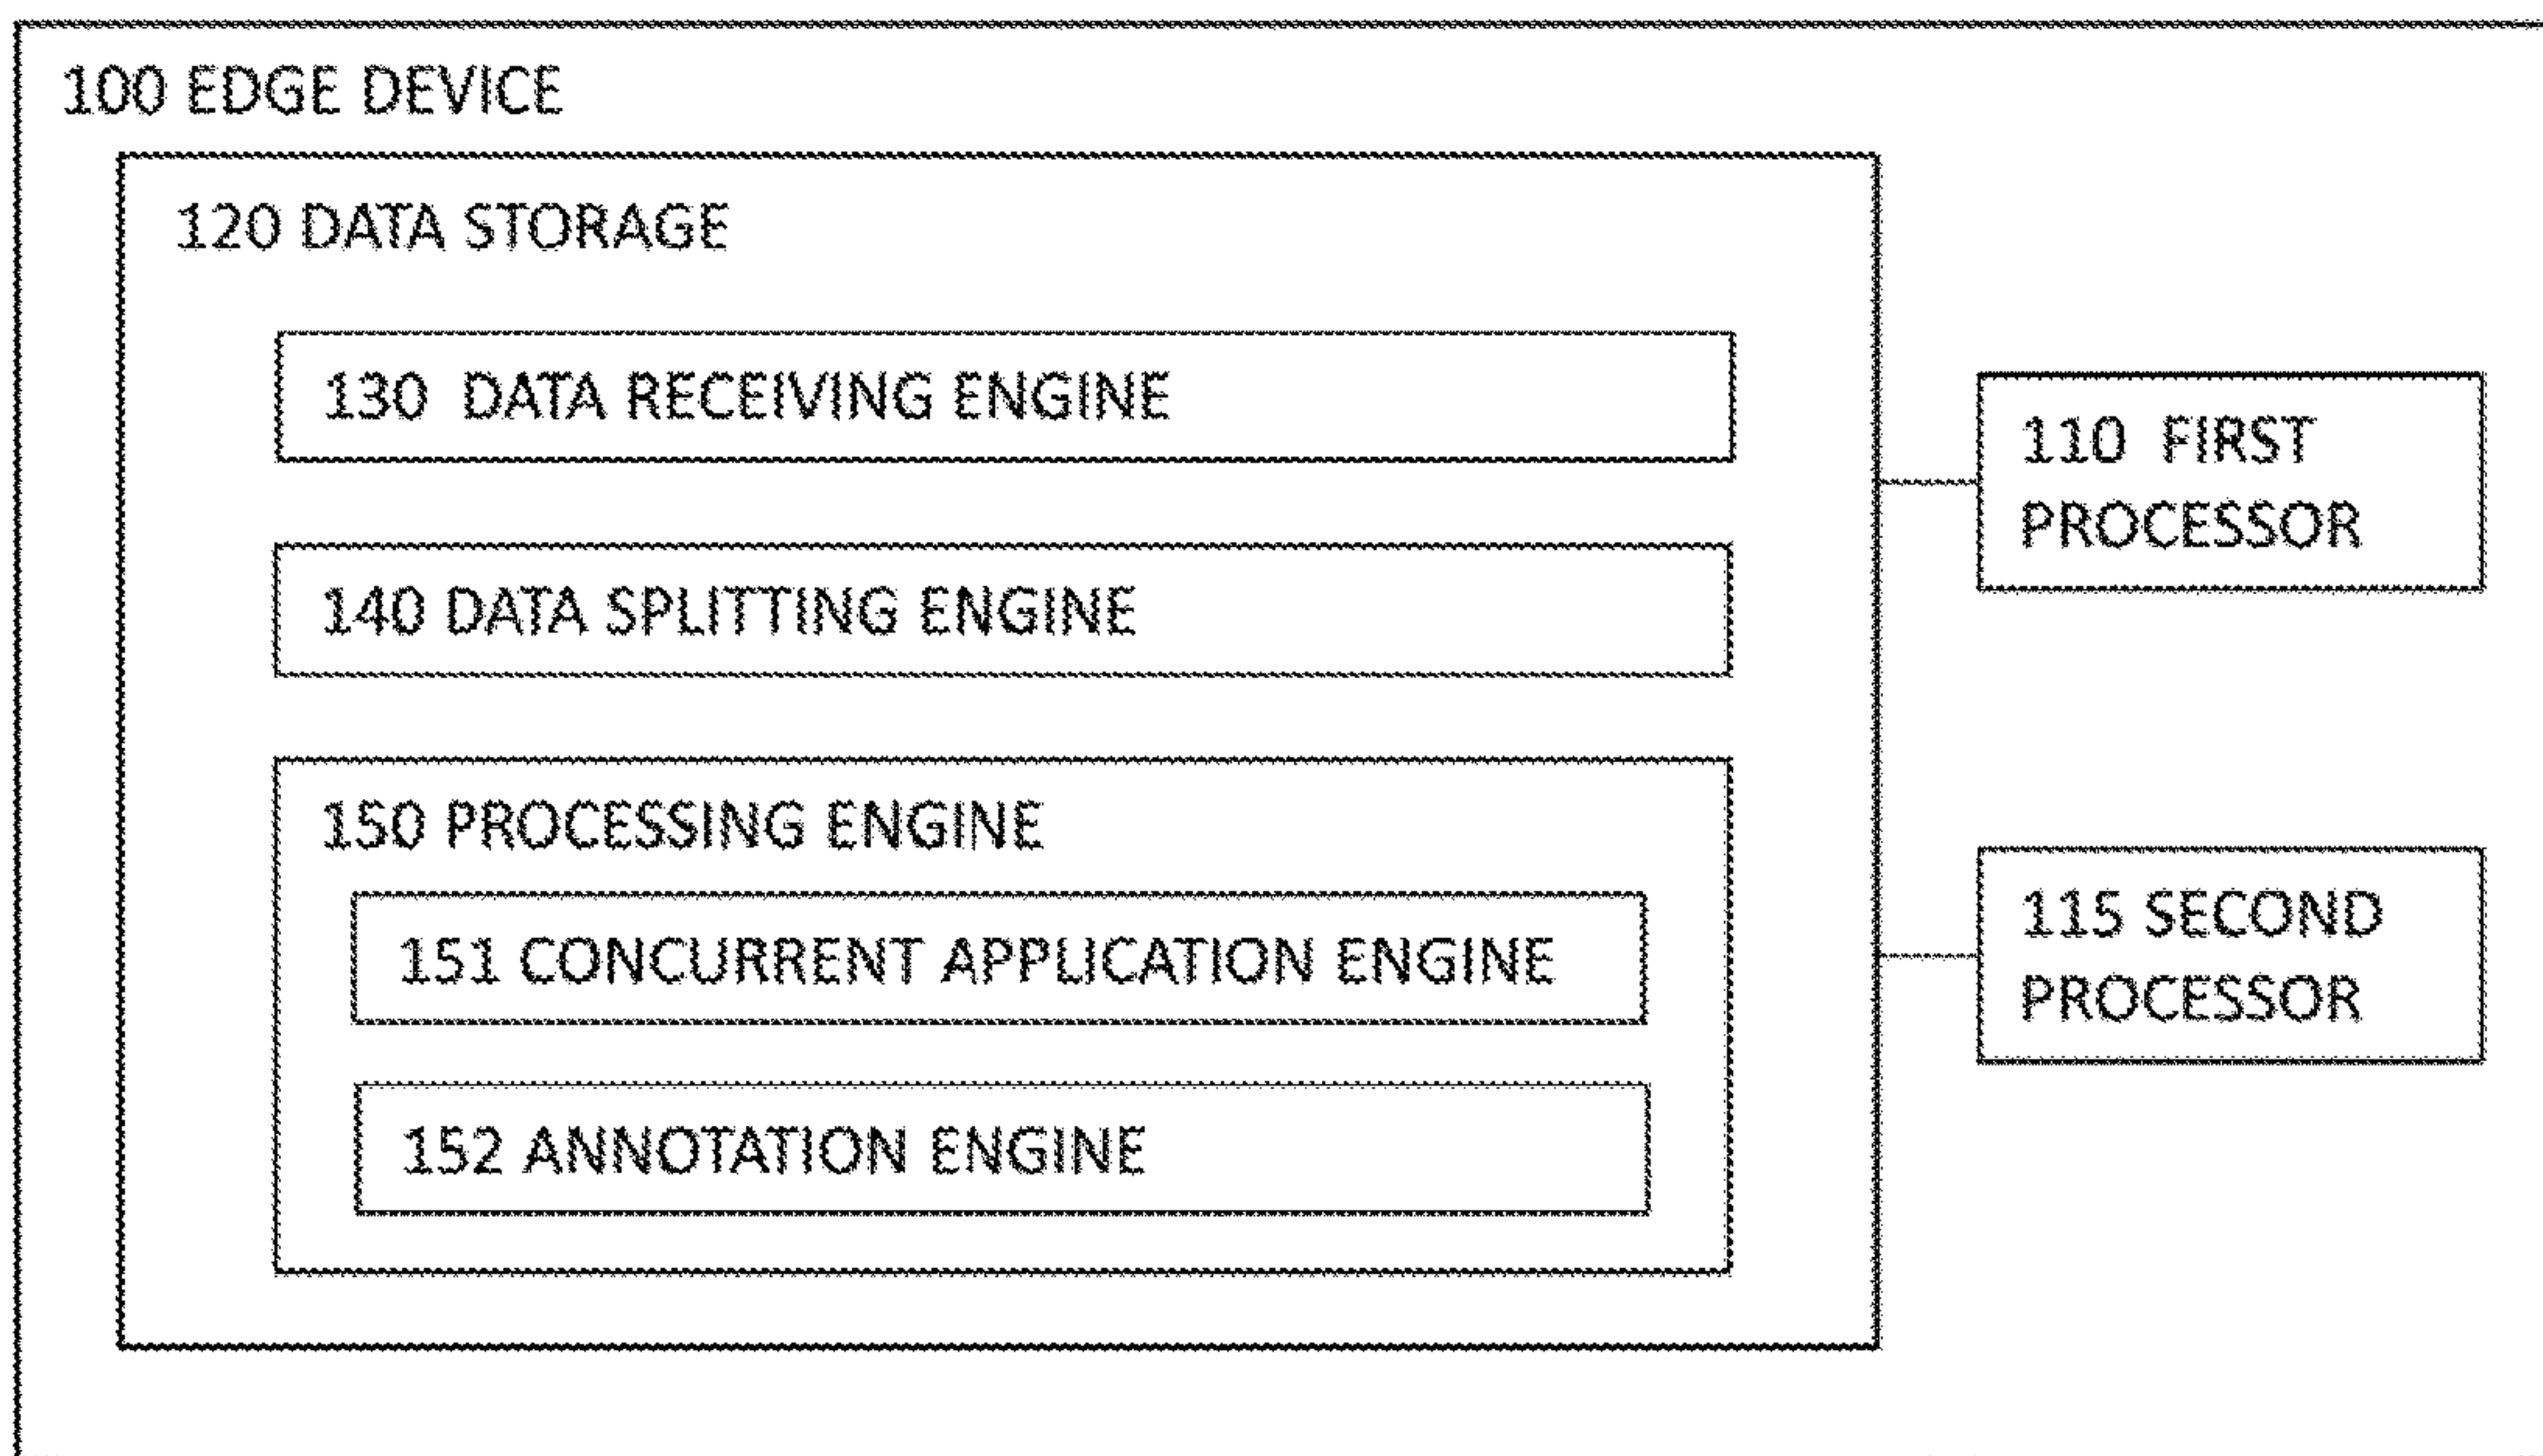 100 EDGE DEVICE
120 DATA STORAGE
130 DATA RECEIVING ENGINE
140 DATA SPLITTING ENGINE
150 PROCESSING ENGINE
151 CONCURRENT APPLICATION ENGINE
152 ANNOTATION ENGINE
110 FIRST
PROCESSOR
115 SECOND
PROCESSOR